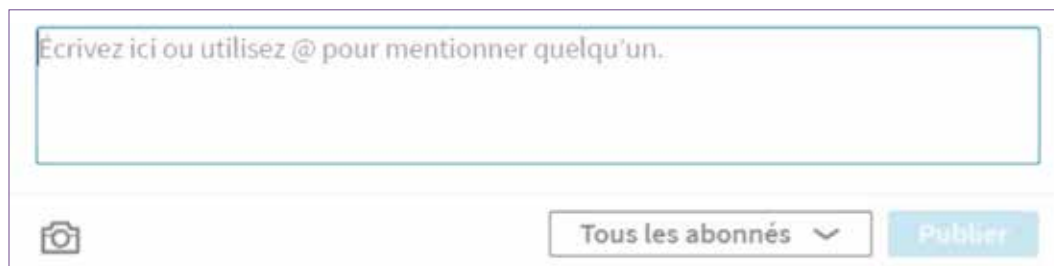 Écrivez ici ou utilisez @ pour mentionner quelqu'un.
Tous les abonnés
Publier